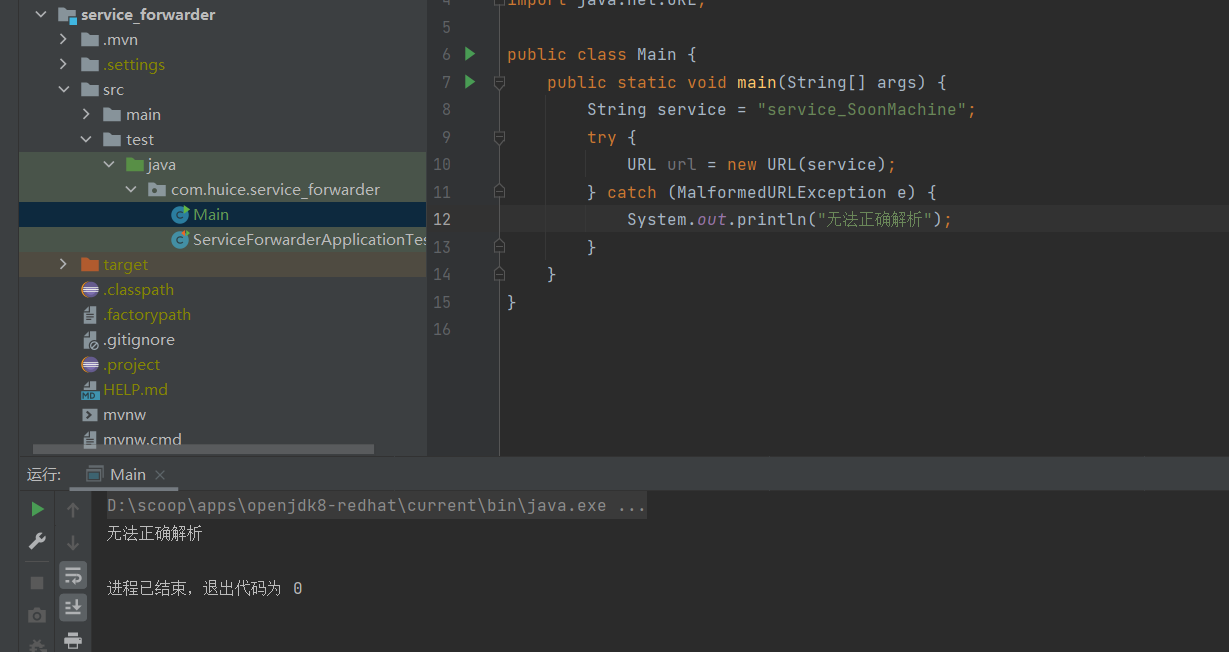 service_forwarder
.mvn
.settings
src
main
test
java
com.huice.service_forwarder
Main
ServiceForwarderApplicationTes
target
.classpath
.factorypath
.gitignore
.project
HELP.md
mvnw
mvnw.cmd
4 import java.net.URL;
5
6 public class Main {
7 public static void main(String[] args) {
8 String service = "service_SoonMachine";
9 try {
10 URL url = new URL(service);
11 } catch (MalformedURLException e) {
12 System.out.println("无法正确解析");
13 }
14 }
15 }
16
运行: Main
D:\scoop\apps\openjdk8-redhat\current\bin\java.exe ...
无法正确解析
进程已结束，退出代码为 0